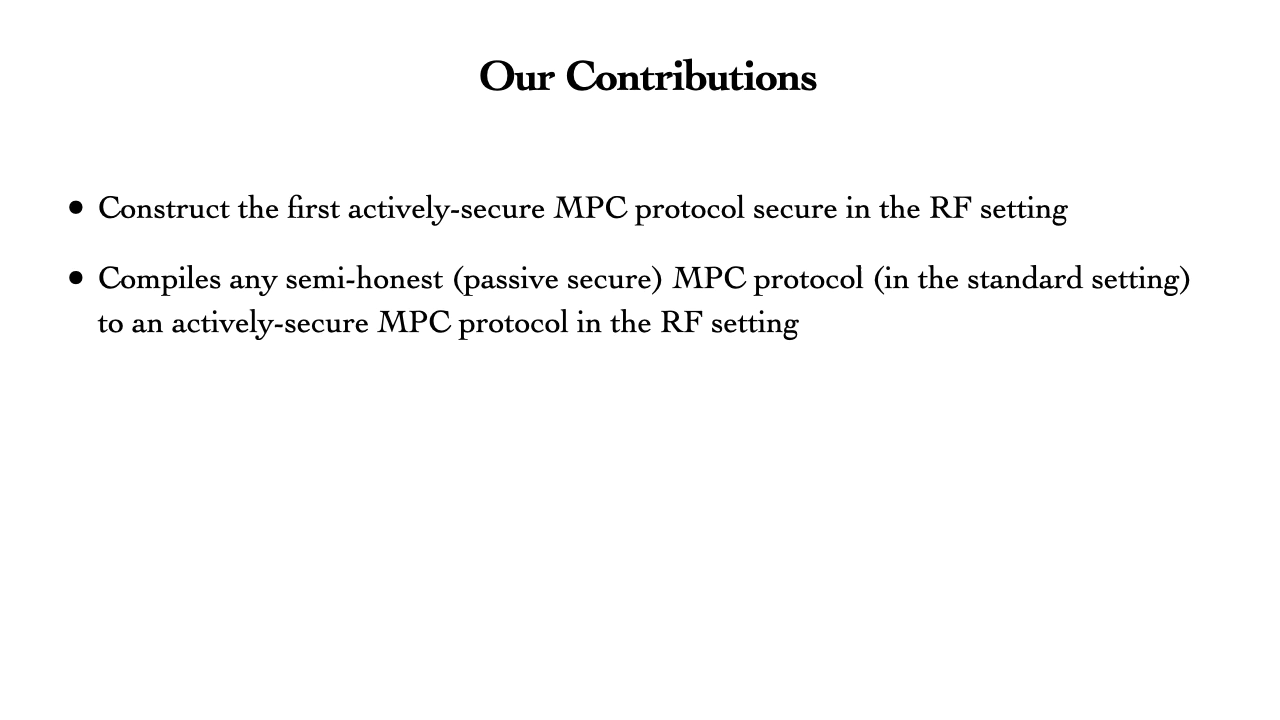 Our Contributions
• Construct the first actively-secure MPC protocol secure in the RF setting
• Compiles any semi-honest (passive secure) MPC protocol (in the standard setting)
to an actively-secure MPC protocol in the RF setting